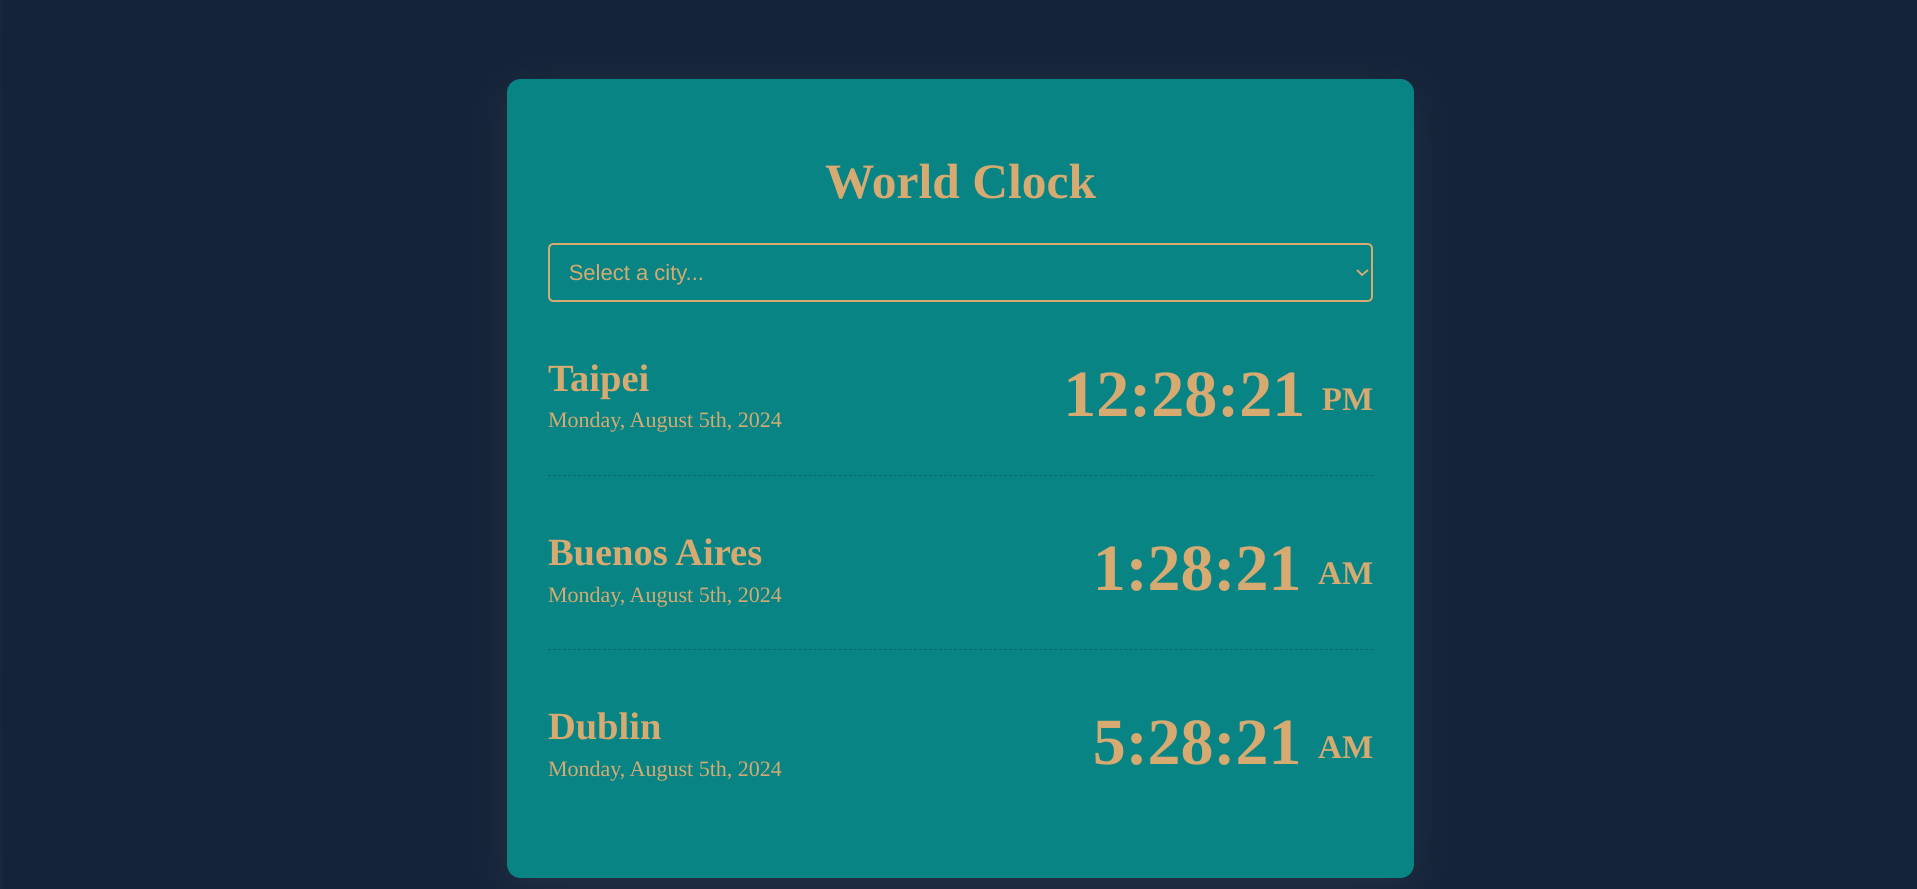 World Clock
Select a city...
Taipei
Monday, August 5th, 2024
12:28:21 PM
Buenos Aires
Monday, August 5th, 2024
1:28:21 AM
Dublin
Monday, August 5th, 2024
5:28:21 AM